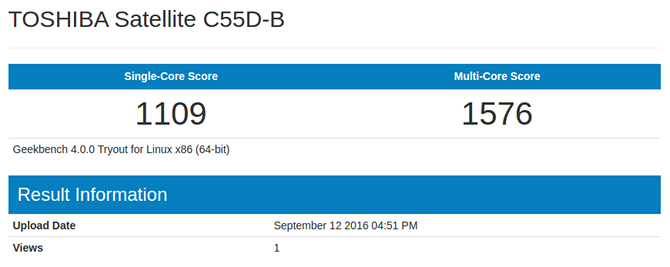 TOSHIBA Satellite C55D-B
Single-Core Score Multi-Core Score
1109 1576
Geekbench 4.0.0 Tryout for Linux x86 (64-bit)
Result Information
Upload Date September 12 2016 04:51 PM
Views 1